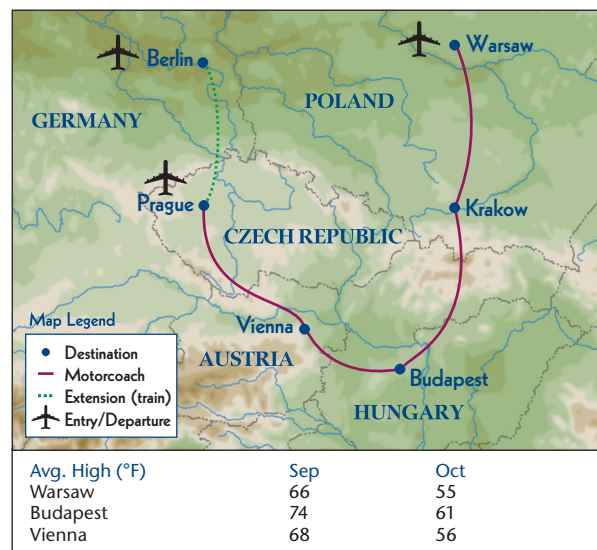 Berlin
Warsaw
POLAND
GERMANY
Prague
Krakow
CZECH REPUBLIC
Map Legend
Vienna
Destination
AUSTRIA
Motorcoach
Budapest
Extension (train)
HUNGARY
Entry/Departure
Avg. High (°F) Sep Oct
Warsaw 66 55
Budapest 74 61
Vienna 68 56